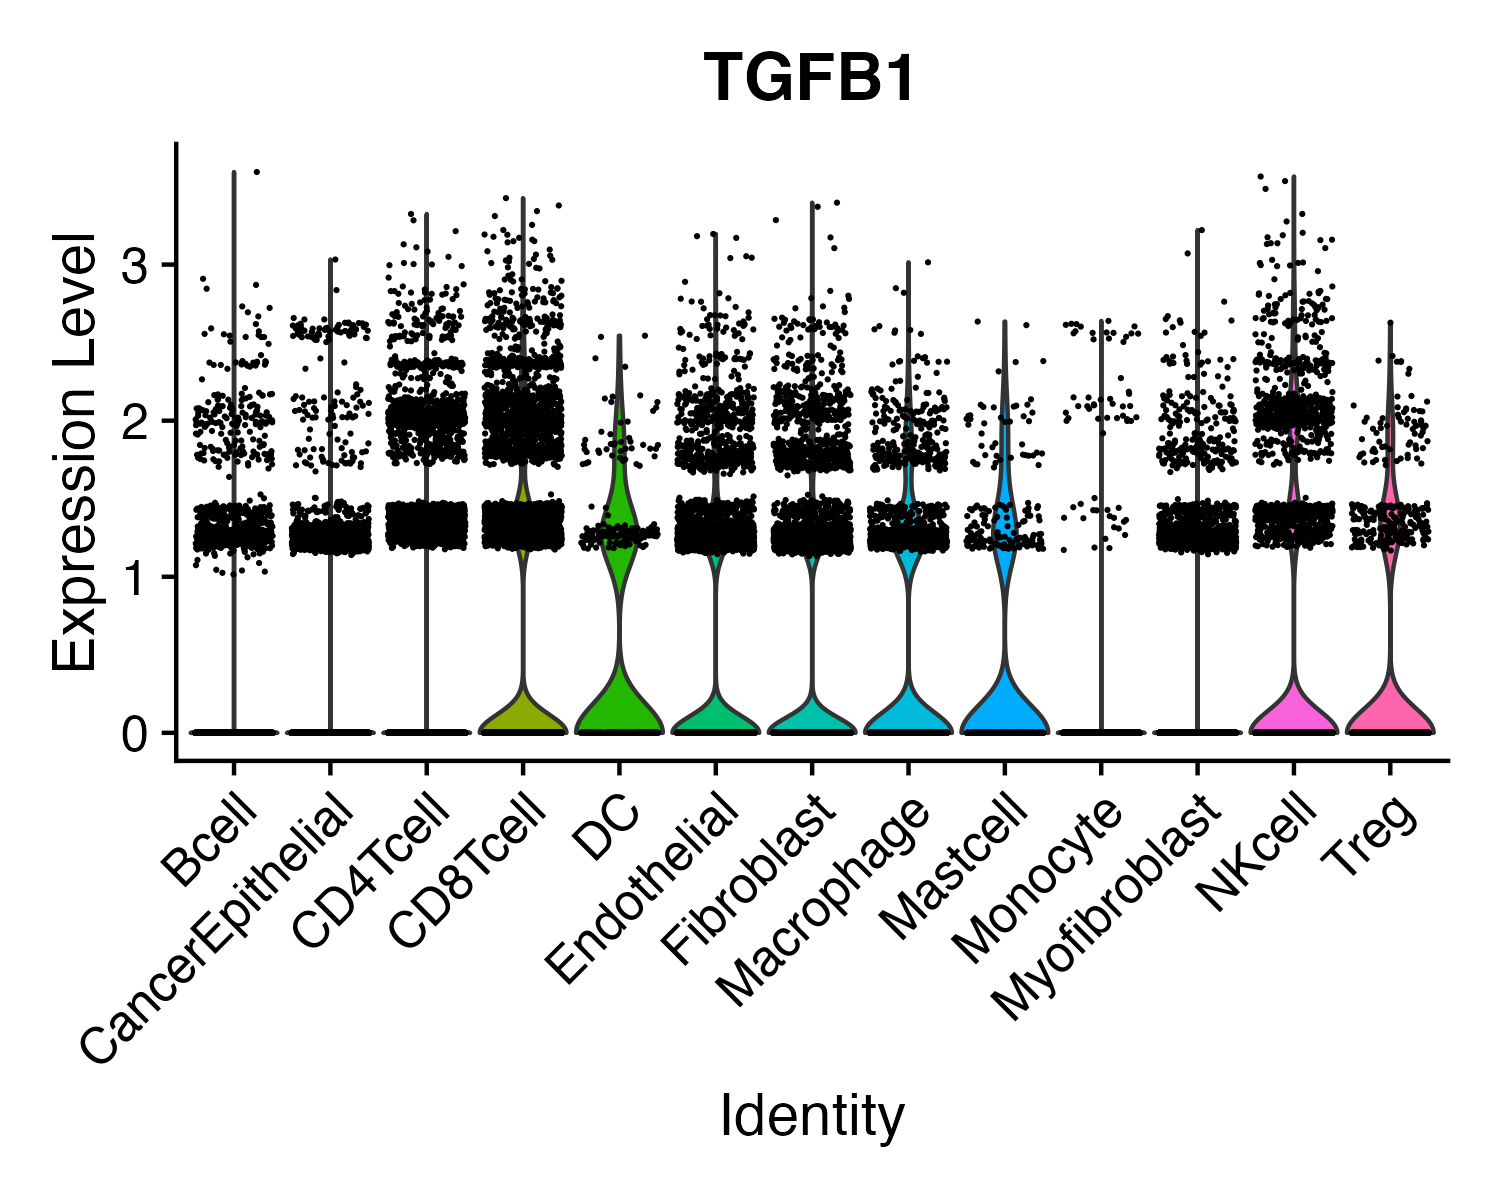 TGFB1
Expression Level
3
2
1
0
Bcell
CancerEpithelial
CD4Tcell
CD8Tcell
DC
Endothelial
Fibroblast
Macrophage
Mastcell
Monocyte
Myofibroblast
NKcell
Treg
Identity